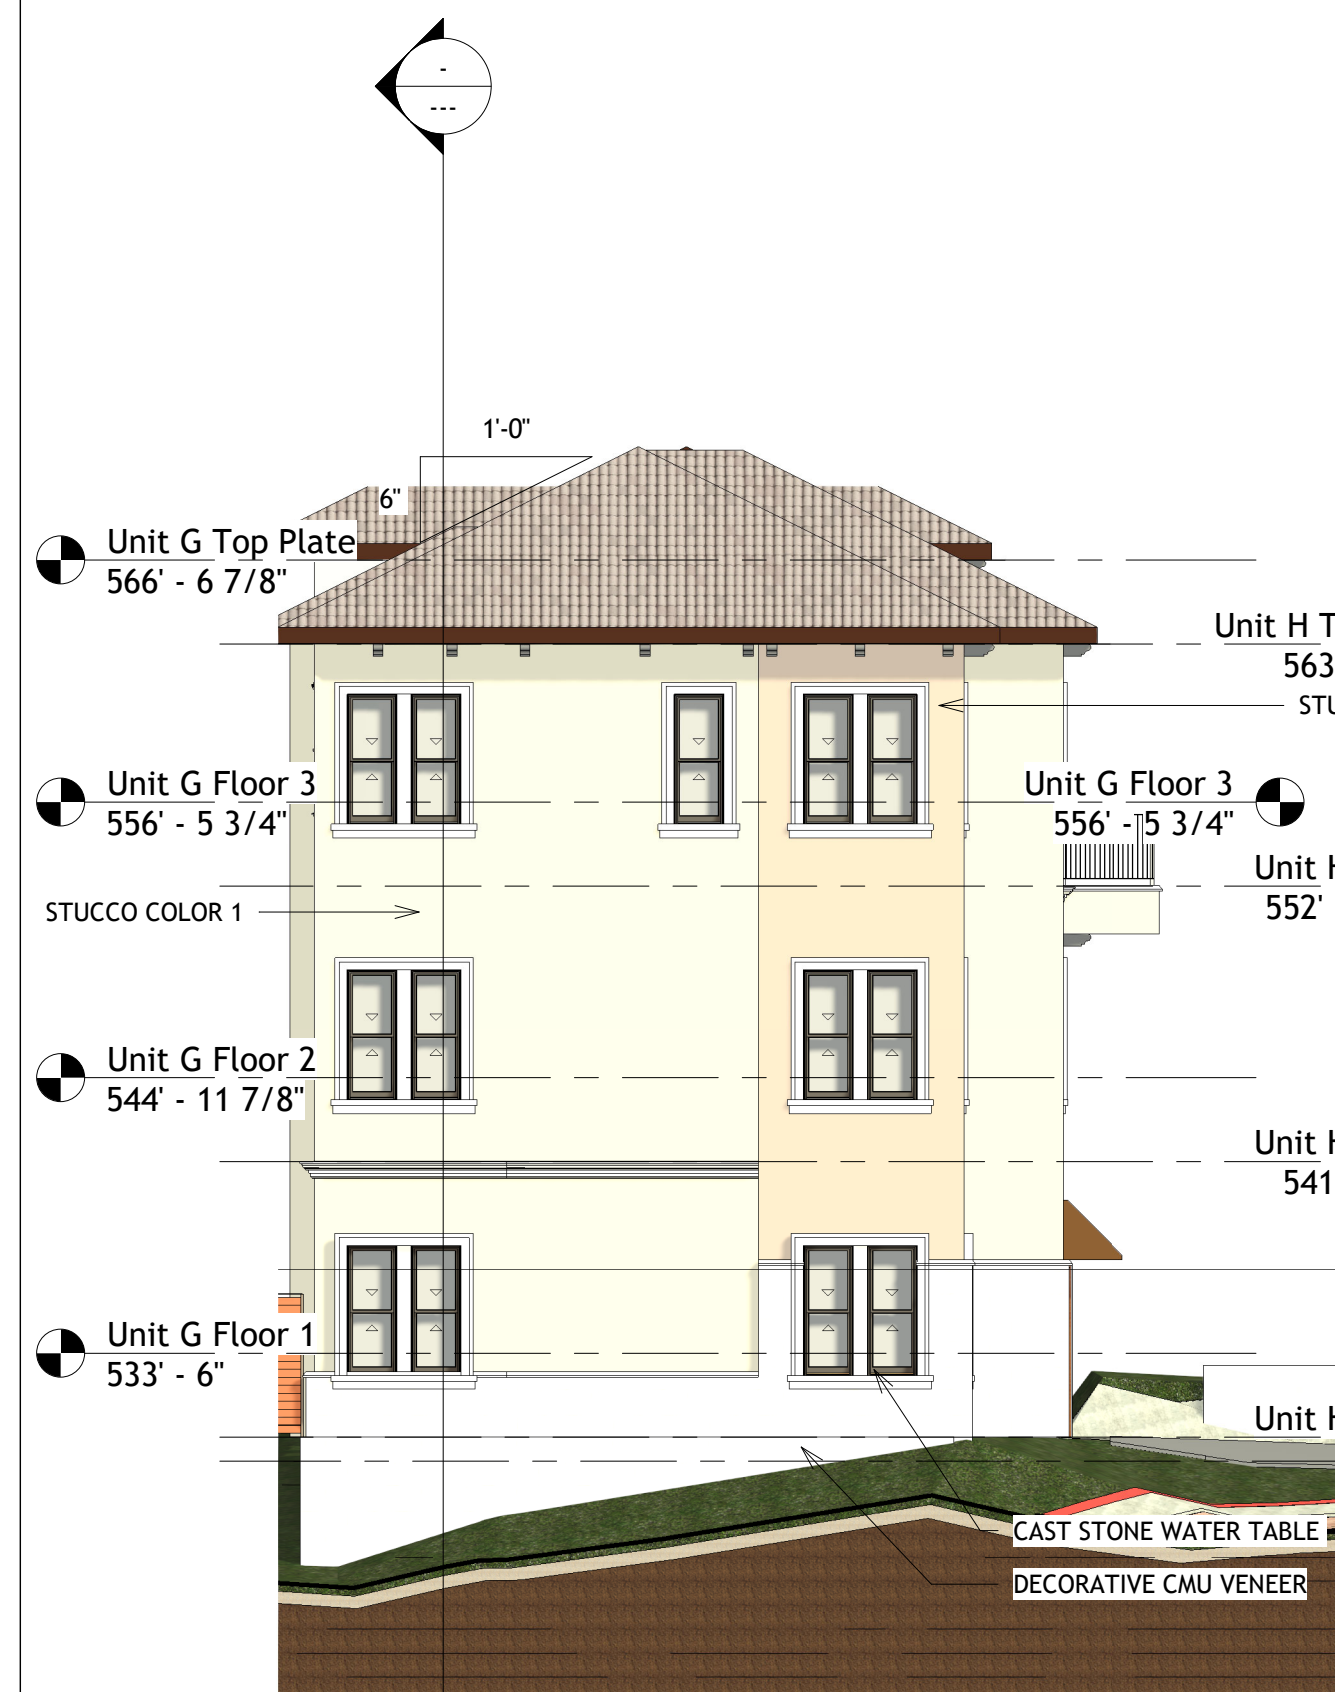 -
---
1'-0"
6"
Unit G Top Plate
566' - 6 7/8"
Unit H T
563
STU
Unit G Floor 3
556' - 5 3/4"
Unit G Floor 3
556' - 5 3/4"
Unit H
552'
STUCCO COLOR 1
Unit G Floor 2
544' - 11 7/8"
Unit H
541
Unit G Floor 1
533' - 6"
Unit H
CAST STONE WATER TABLE
DECORATIVE CMU VENEER